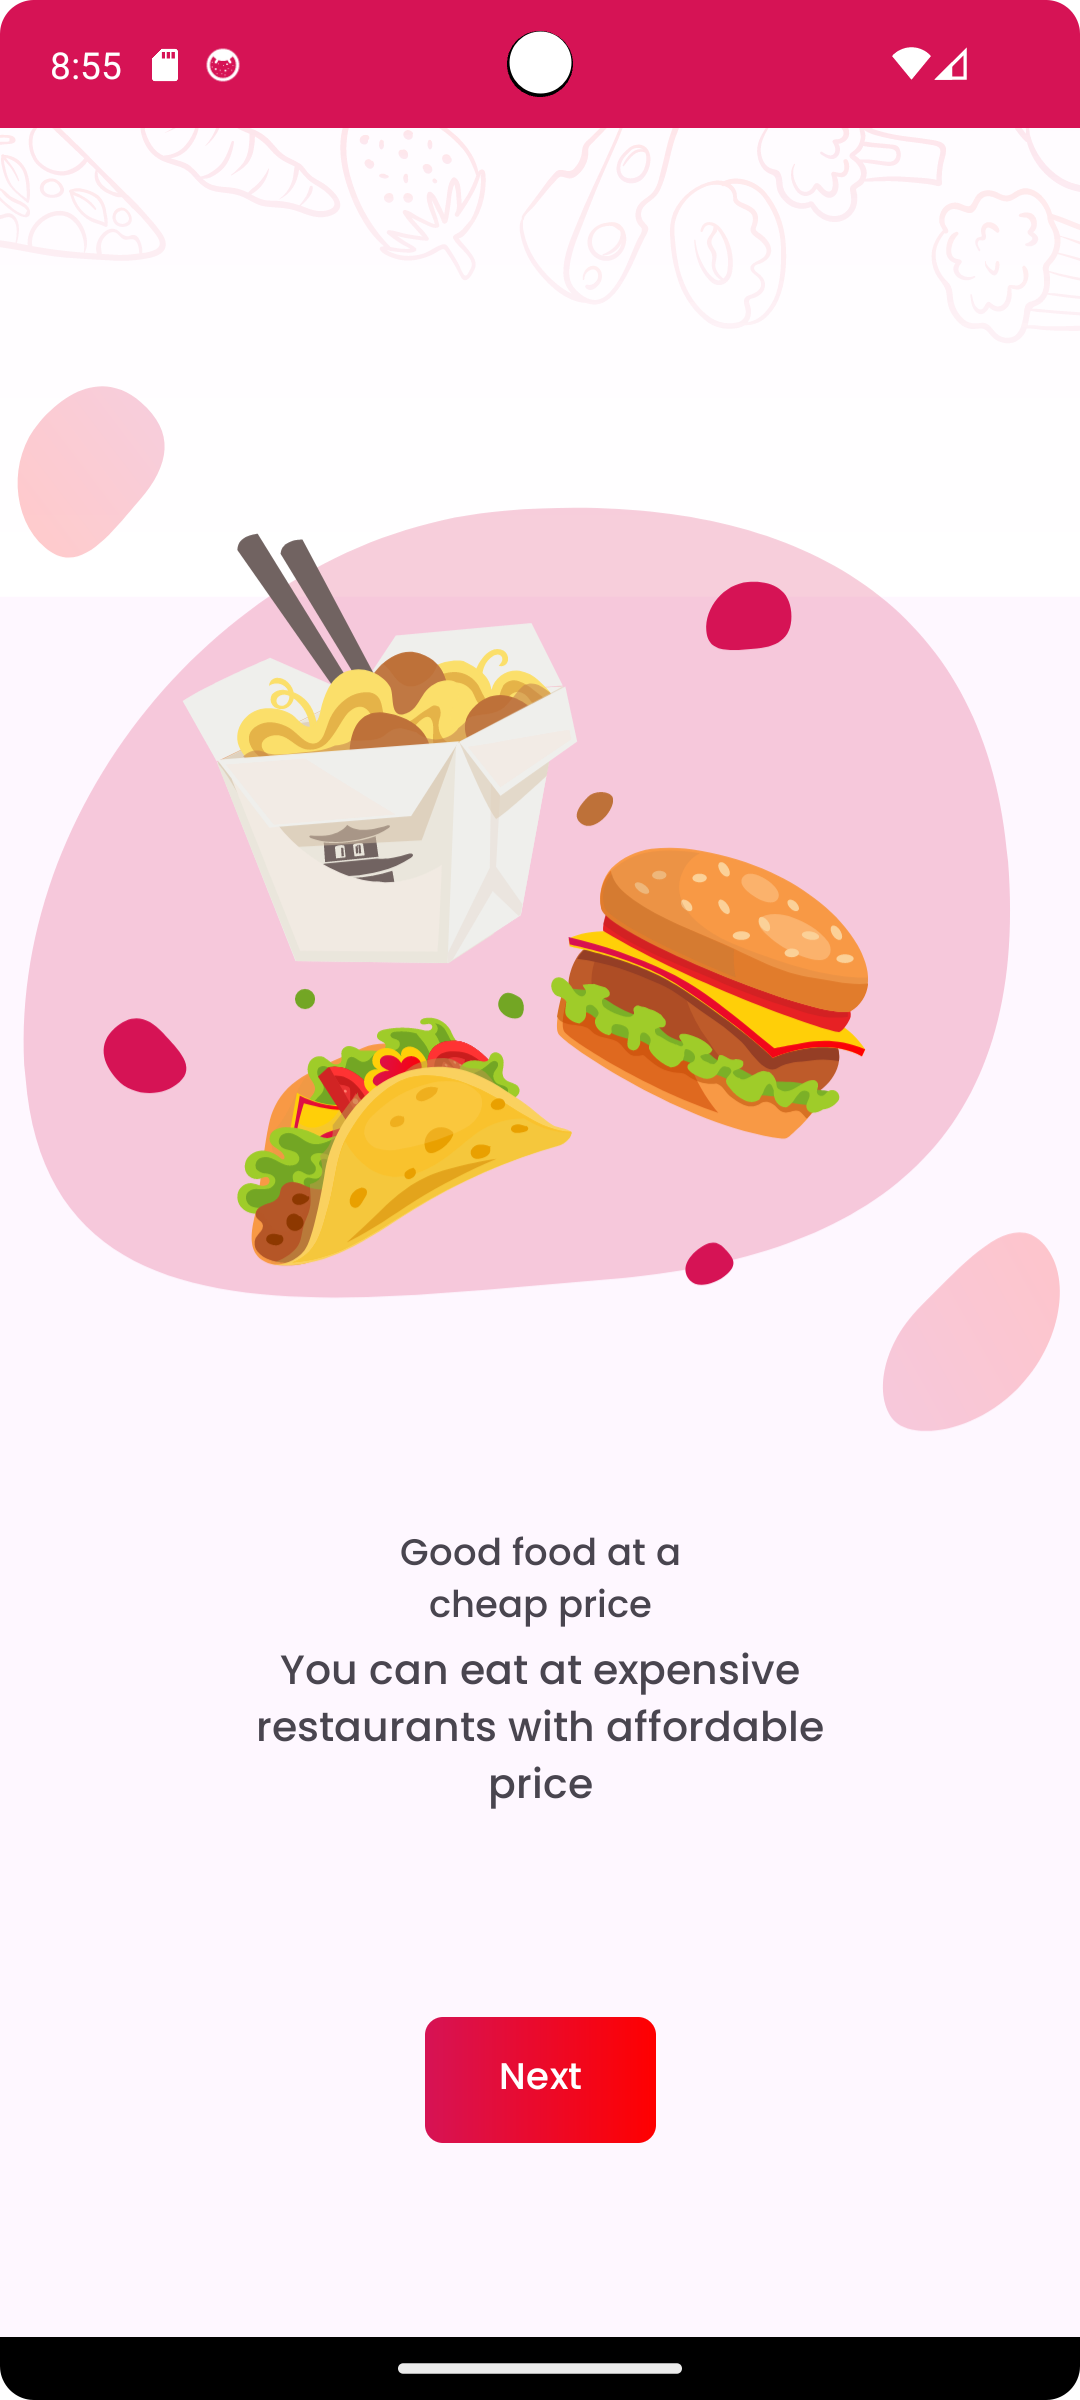 8:55
Good food at a
cheap price
You can eat at expensive
restaurants with affordable
price
Next